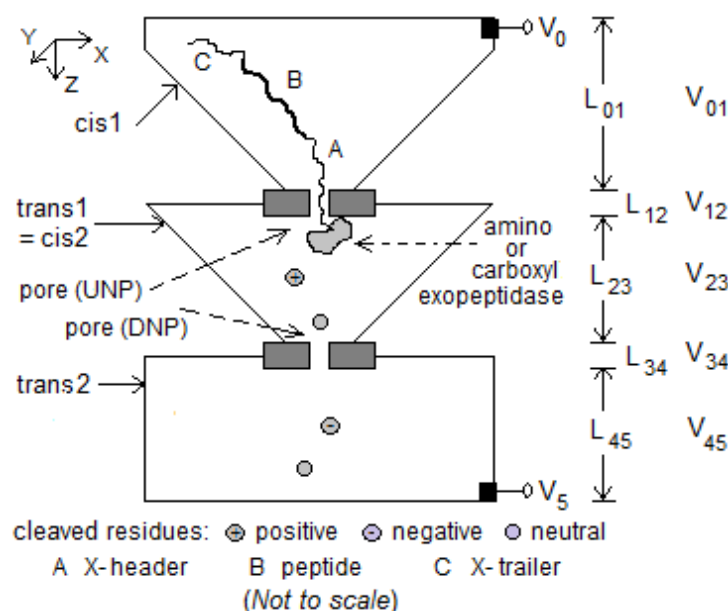 Y X
Z
cis1
C B
A
V0
L01 V01
trans1
= cis2
L12 V12
amino
or
carboxyl
exopeptidase
pore (UNP)
L23 V23
pore (DNP)
L34 V34
trans2
L45 V45
V5
cleaved residues: + positive - negative neutral
A X-header B peptide C X-trailer
(Not to scale)